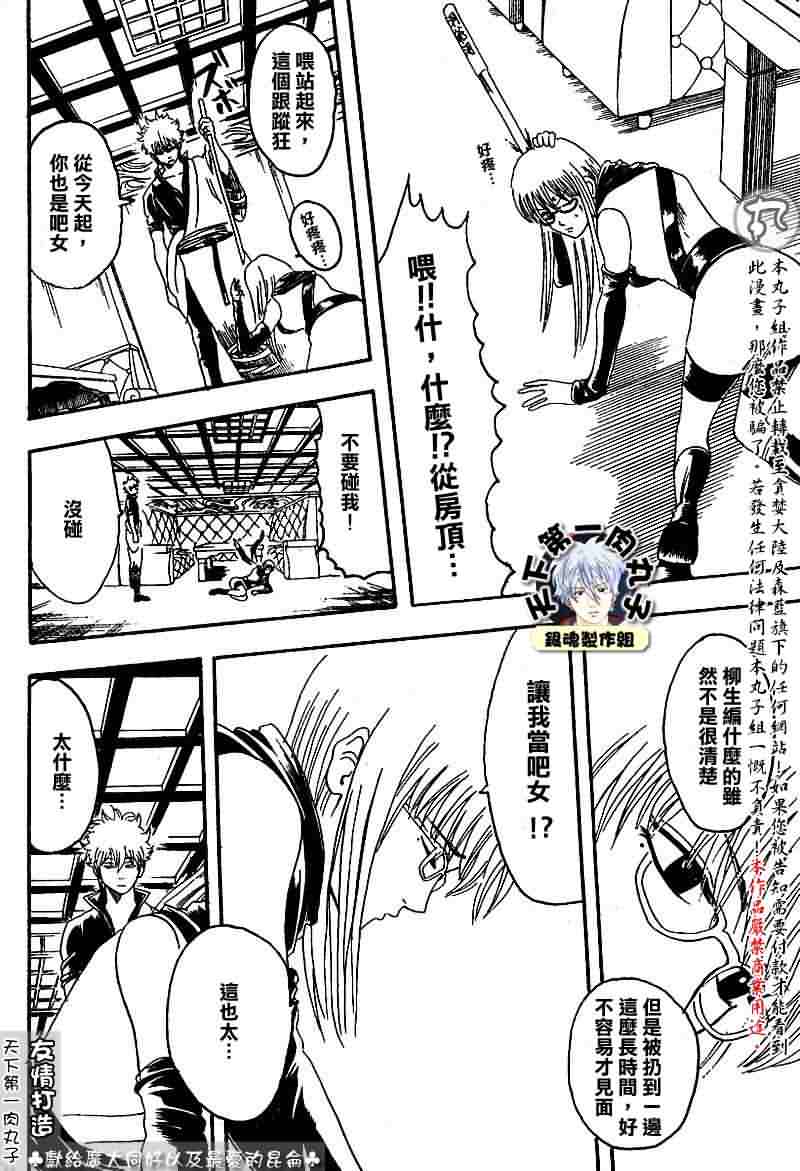 好疼…
喂!!什，什麼!?從房頂…
喂站起來，
這個跟蹤狂
ズボ
好疼
疼…
從今天起，
你也是吧女
不要碰我！
沒碰
柳生編什麼的雖
然不是很清楚
但是被扔到一邊
這麼長時間，好
不容易才見面
讓我當吧女!?
這也太…
太什麼…
天下第一肉丸子
銀魂製作組
丸
本丸子組作品禁止轉載至貪婪大陸及森藍旗下的任何網站！如果您被告知需要付款才能看到
此漫畫，那麼您被騙了。若發生任何法律問題本丸子組一慨不負責！本作品嚴禁商業用途。
友情打造
天下第一肉丸子
♣獻給廣大同好以及最愛的昆侖♣